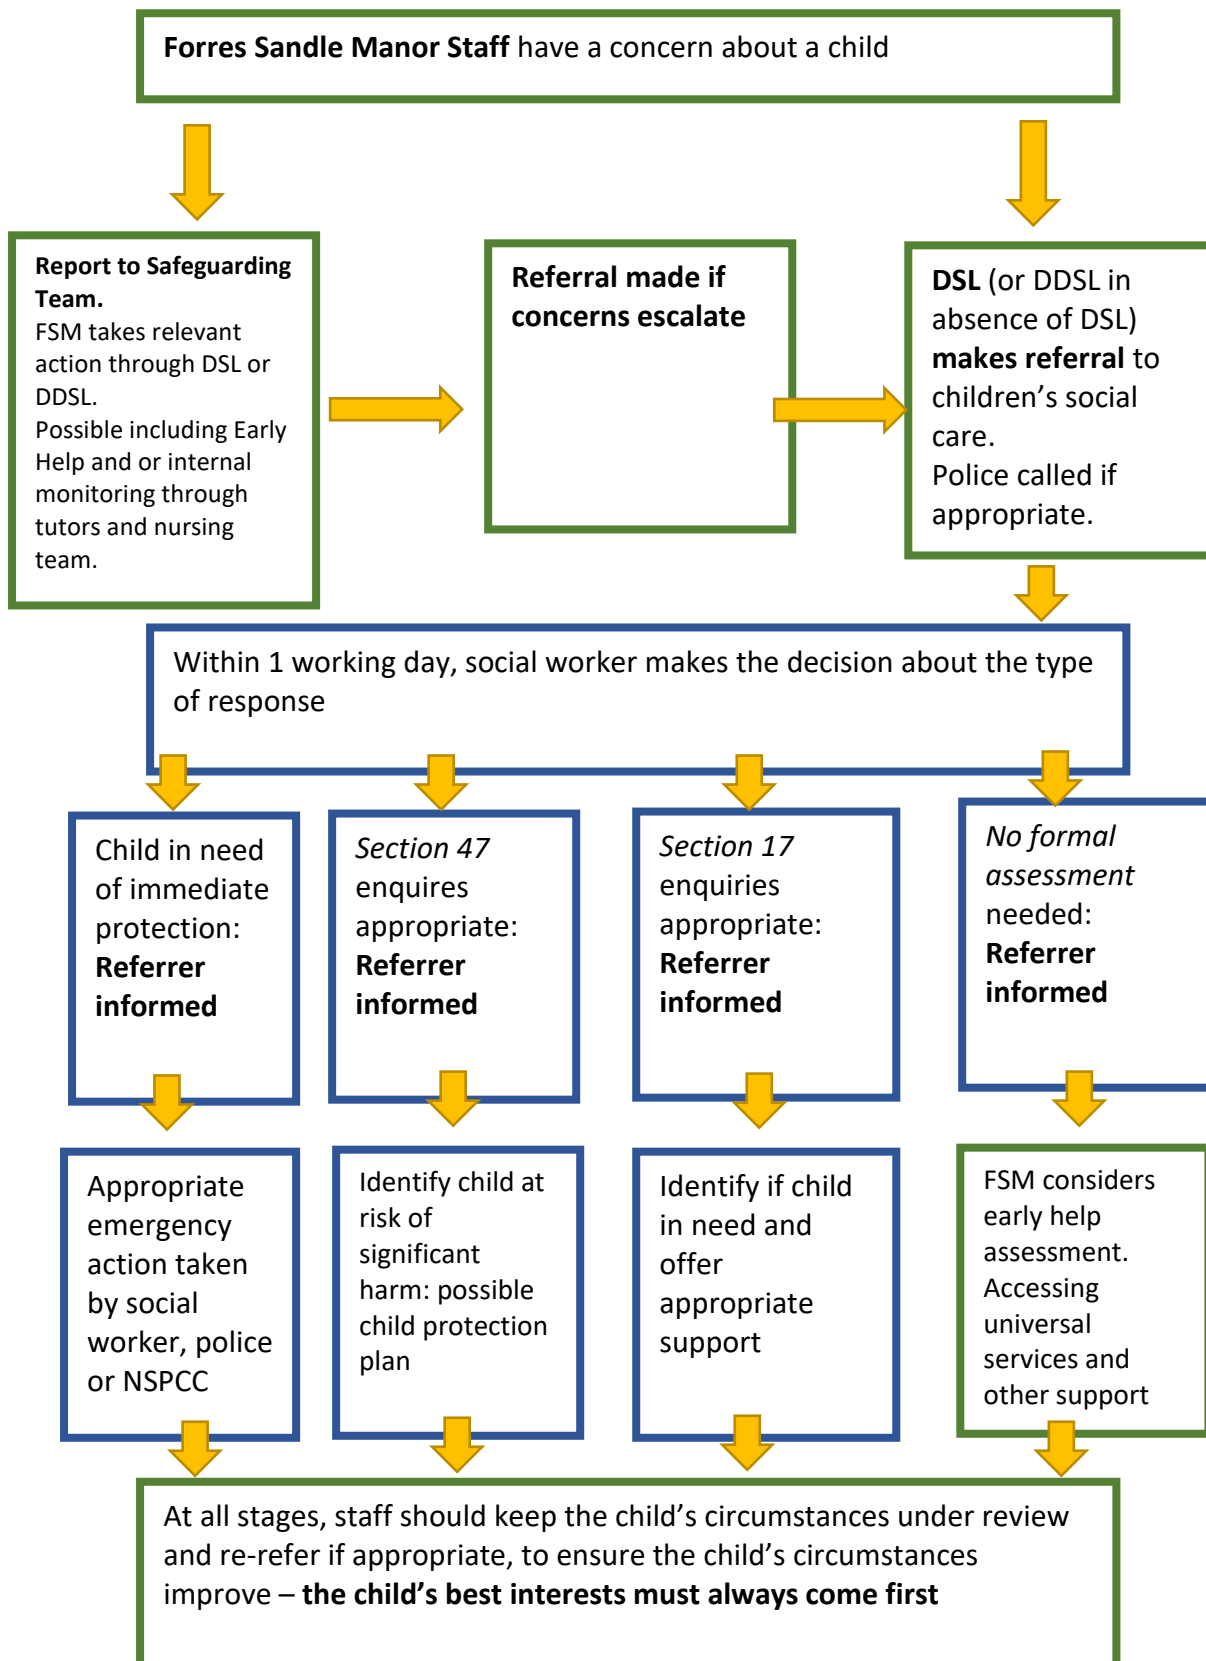 Forres Sandle Manor Staff have a concern about a child
Report to Safeguarding
Team.
FSM takes relevant
action through DSL or
DDSL.
Possible including Early
Help and or internal
monitoring through
tutors and nursing
team.
Referral made if
concerns escalate
DSL (or DDSL in
absence of DSL)
makes referral to
children’s social
care.
Police called if
appropriate.
Within 1 working day, social worker makes the decision about the type
of response
Child in need
of immediate
protection:
Referrer
informed
Section 47
enquires
appropriate:
Referrer
informed
Section 17
enquiries
appropriate:
Referrer
informed
No formal
assessment
needed:
Referrer
informed
Appropriate
emergency
action taken
by social
worker, police
or NSPCC
Identify child at
risk of
significant
harm: possible
child protection
plan
Identify if child
in need and
offer
appropriate
support
FSM considers
early help
assessment.
Accessing
universal
services and
other support
At all stages, staff should keep the child’s circumstances under review
and re-refer if appropriate, to ensure the child’s circumstances
improve – the child’s best interests must always come first